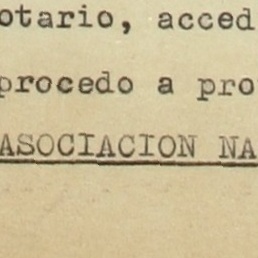 otario, acced
procedo a pro
ASOCIACION NA